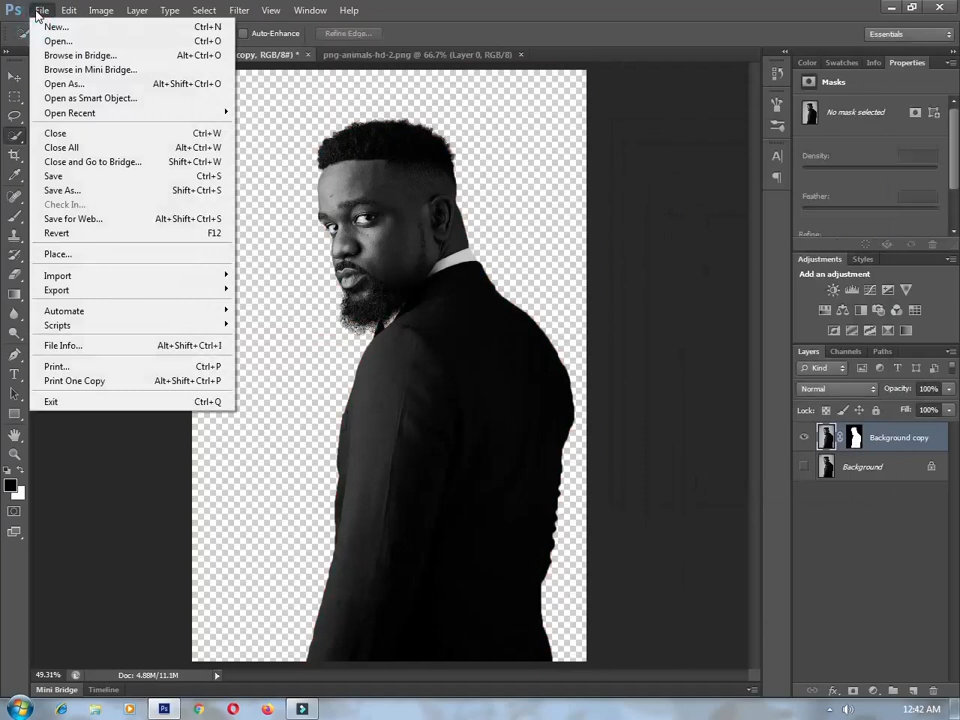 Ps File Edit Image Layer Type Select Filter View Window Help
Auto-Enhance Refine Edge... Essentials
copy, RGB/8#) * × png-animals-hd-2.png @ 66.7% (Layer 0, RGB/8) ×
New... Ctrl+N
Open... Ctrl+O
Browse in Bridge... Alt+Ctrl+O
Browse in Mini Bridge...
Open As... Alt+Shift+Ctrl+O
Open as Smart Object...
Open Recent
Close Ctrl+W
Close All Alt+Ctrl+W
Close and Go to Bridge... Shift+Ctrl+W
Save Ctrl+S
Save As... Shift+Ctrl+S
Check In...
Save for Web... Alt+Shift+Ctrl+S
Revert F12
Place...
Import
Export
Automate
Scripts
File Info... Alt+Shift+Ctrl+I
Print... Ctrl+P
Print One Copy Alt+Shift+Ctrl+P
Exit Ctrl+Q
Color Swatches Info Properties
Masks
No mask selected
Density:
Feather:
Refine:
Adjustments Styles
Add an adjustment
Layers Channels Paths
Kind
Normal Opacity: 100%
Lock: Fill: 100%
Background copy
Background
49.31% Doc: 4.88M/11.1M
Mini Bridge Timeline
12:42 AM